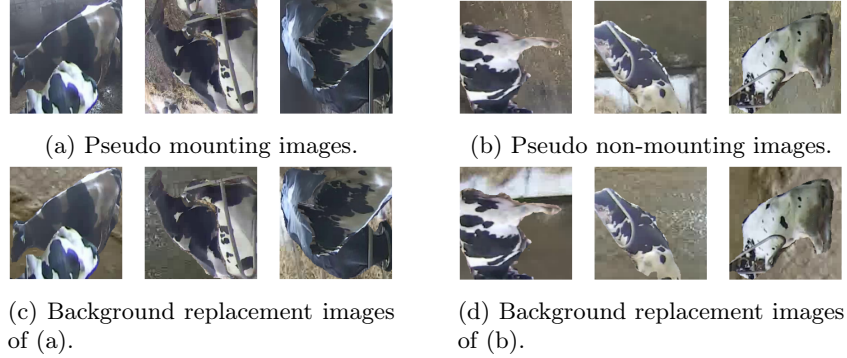 (a) Pseudo mounting images.
(b) Pseudo non-mounting images.
(c) Background replacement images
of (a).
(d) Background replacement images
of (b).